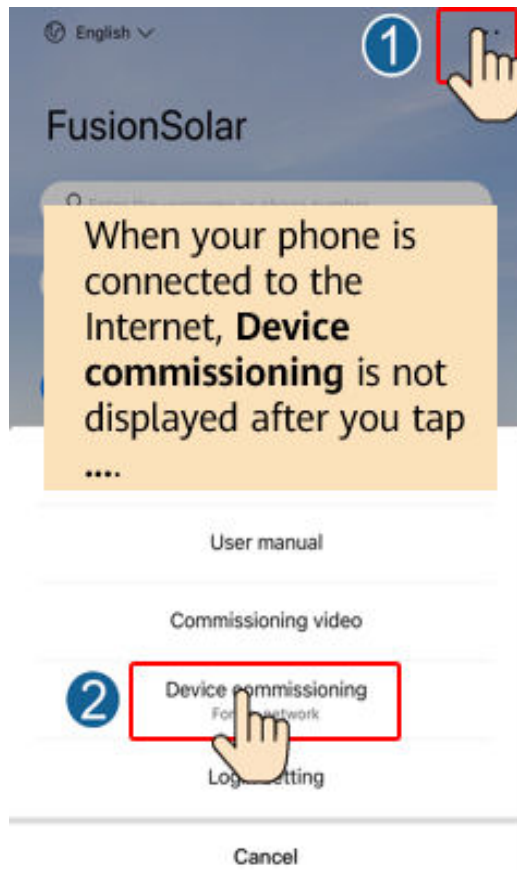 English
1
FusionSolar
When your phone is
connected to the
Internet, Device
commissioning is not
displayed after you tap
....
User manual
Commissioning video
2
Device commissioning
network
Cancel